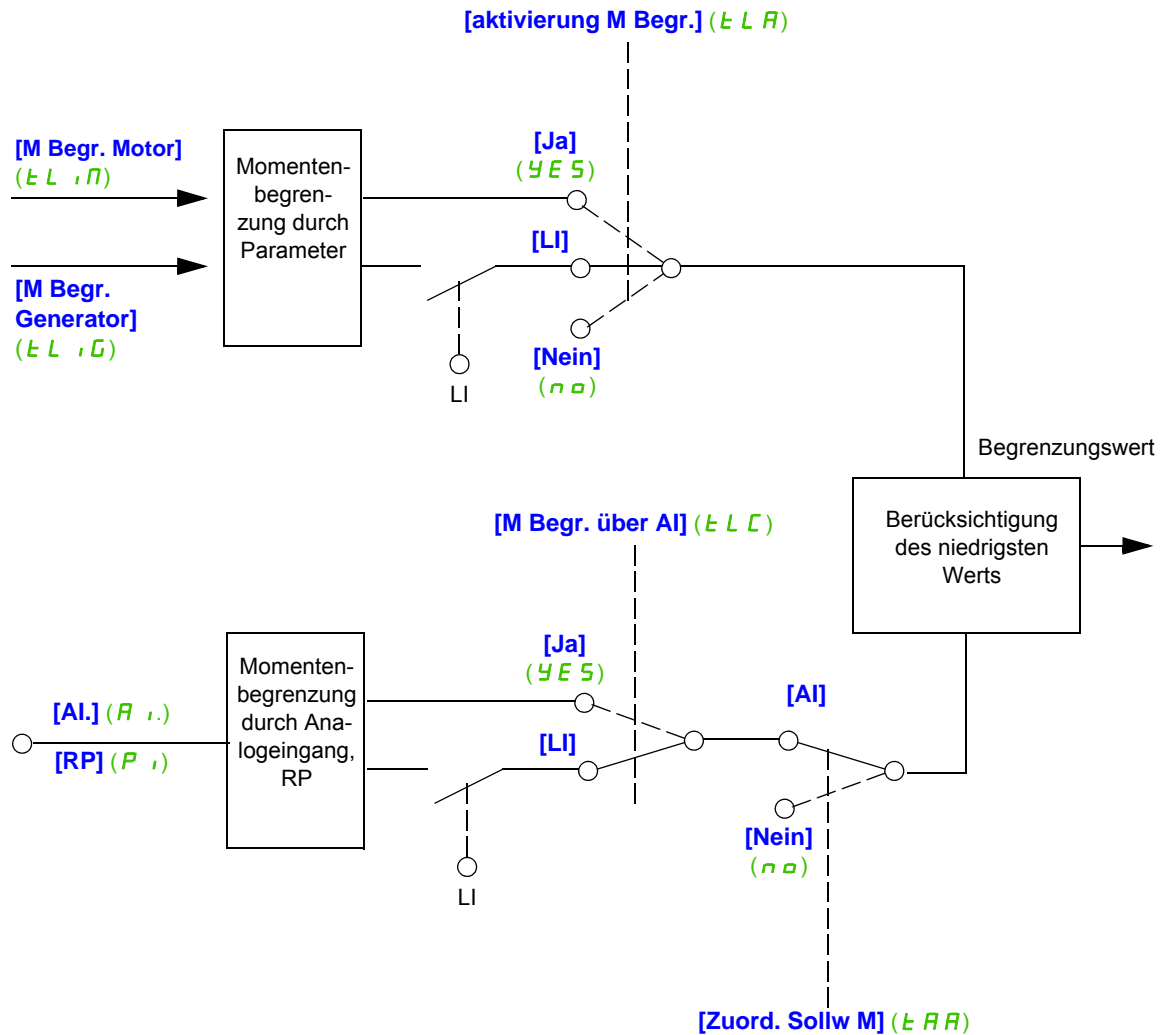 [aktivierung M Begr.] (tLA)
[M Begr. Motor]
(tLiM)
Momenten-
begren-
zung durch
Parameter
[Ja]
(YES)
[LI]
[M Begr.
Generator]
(tLiG)
[Nein]
(no)
LI
Begrenzungswert
[M Begr. über AI] (tLC)
Berücksichtigung
des niedrigsten
Werts
[Ja]
(YES)
Momenten-
begrenzung
durch Ana-
logeingang,
RP
[AI]
[AI.] (Ai.)
[RP] (Pi)
[LI]
[Nein]
(no)
LI
[Zuord. Sollw M] (tAA)